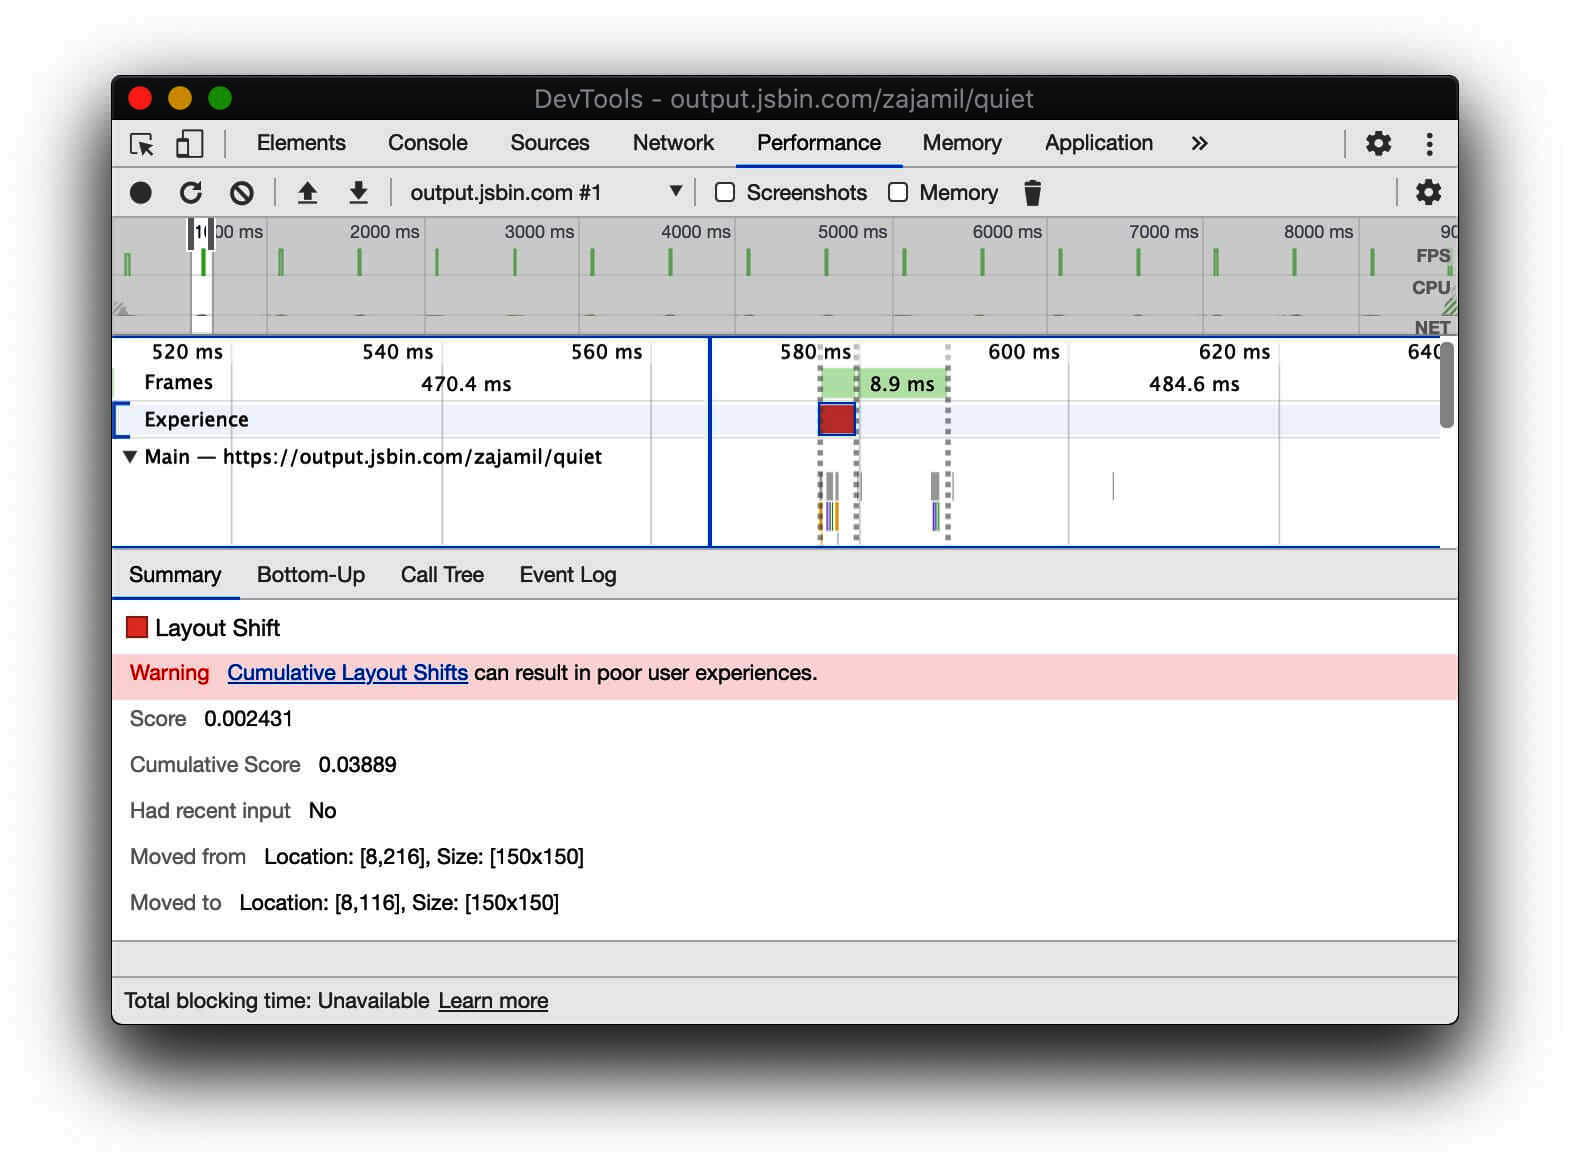 DevTools - output.jsbin.com/zajamil/quiet
Elements Console Sources Network Performance Memory Application »
output.jsbin.com #1 Screenshots Memory
1000 ms 2000 ms 3000 ms 4000 ms 5000 ms 6000 ms 7000 ms 8000 ms 90
FPS
CPU
NET
520 ms 540 ms 560 ms 580 ms 600 ms 620 ms 640
Frames 470.4 ms 8.9 ms 484.6 ms
Experience
Main — https://output.jsbin.com/zajamil/quiet
Summary Bottom-Up Call Tree Event Log
Layout Shift
Warning Cumulative Layout Shifts can result in poor user experiences.
Score 0.002431
Cumulative Score 0.03889
Had recent input No
Moved from Location: [8,216], Size: [150x150]
Moved to Location: [8,116], Size: [150x150]
Total blocking time: Unavailable Learn more